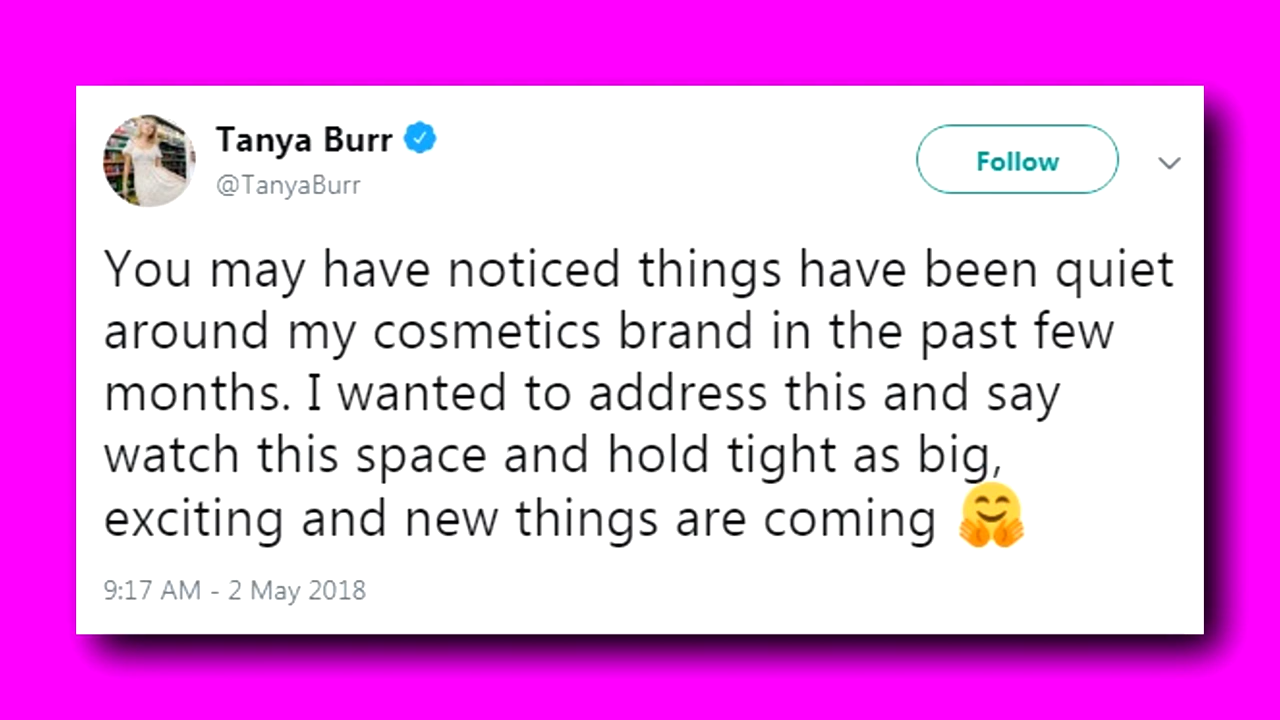 Tanya Burr
@TanyaBurr
Follow
You may have noticed things have been quiet
around my cosmetics brand in the past few
months. I wanted to address this and say
watch this space and hold tight as big,
exciting and new things are coming 🤗
9:17 AM - 2 May 2018